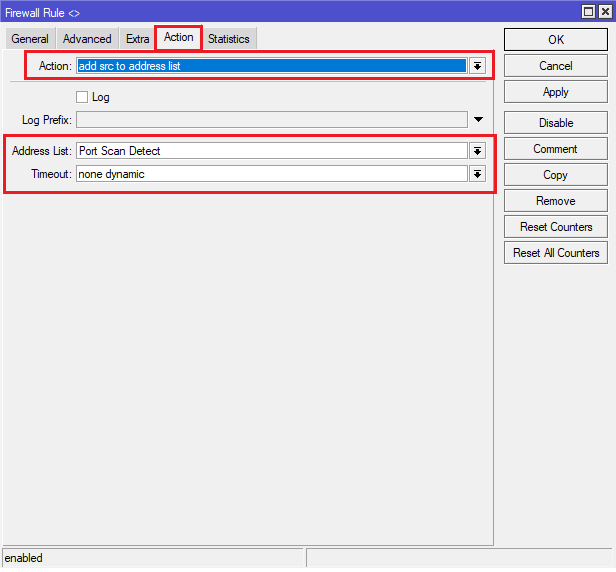 Firewall Rule <>
General Advanced Extra Action Statistics
Action: add src to address list
Log
Log Prefix:
Address List: Port Scan Detect
Timeout: none dynamic
OK
Cancel
Apply
Disable
Comment
Copy
Remove
Reset Counters
Reset All Counters
enabled